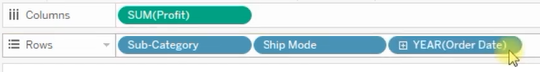 Columns SUM(Profit)
Rows Sub-Category Ship Mode YEAR(Order Date)